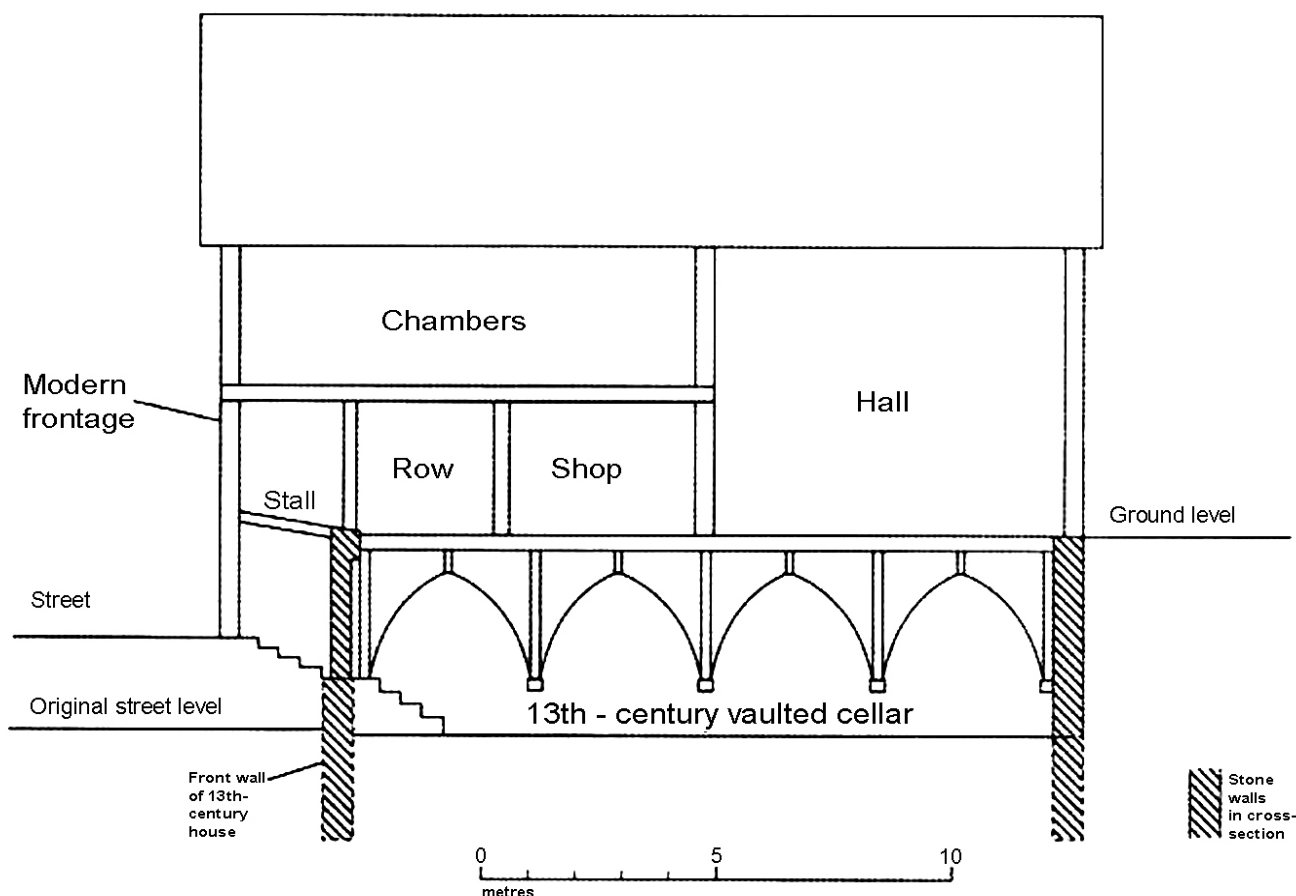 Chambers
Modern
frontage
Hall
Row
Shop
Stall
Ground level
Street
Original street level
13th - century vaulted cellar
Front wall
of 13th-
century
house
Stone
walls
in cross-
section
0
5
10
metres